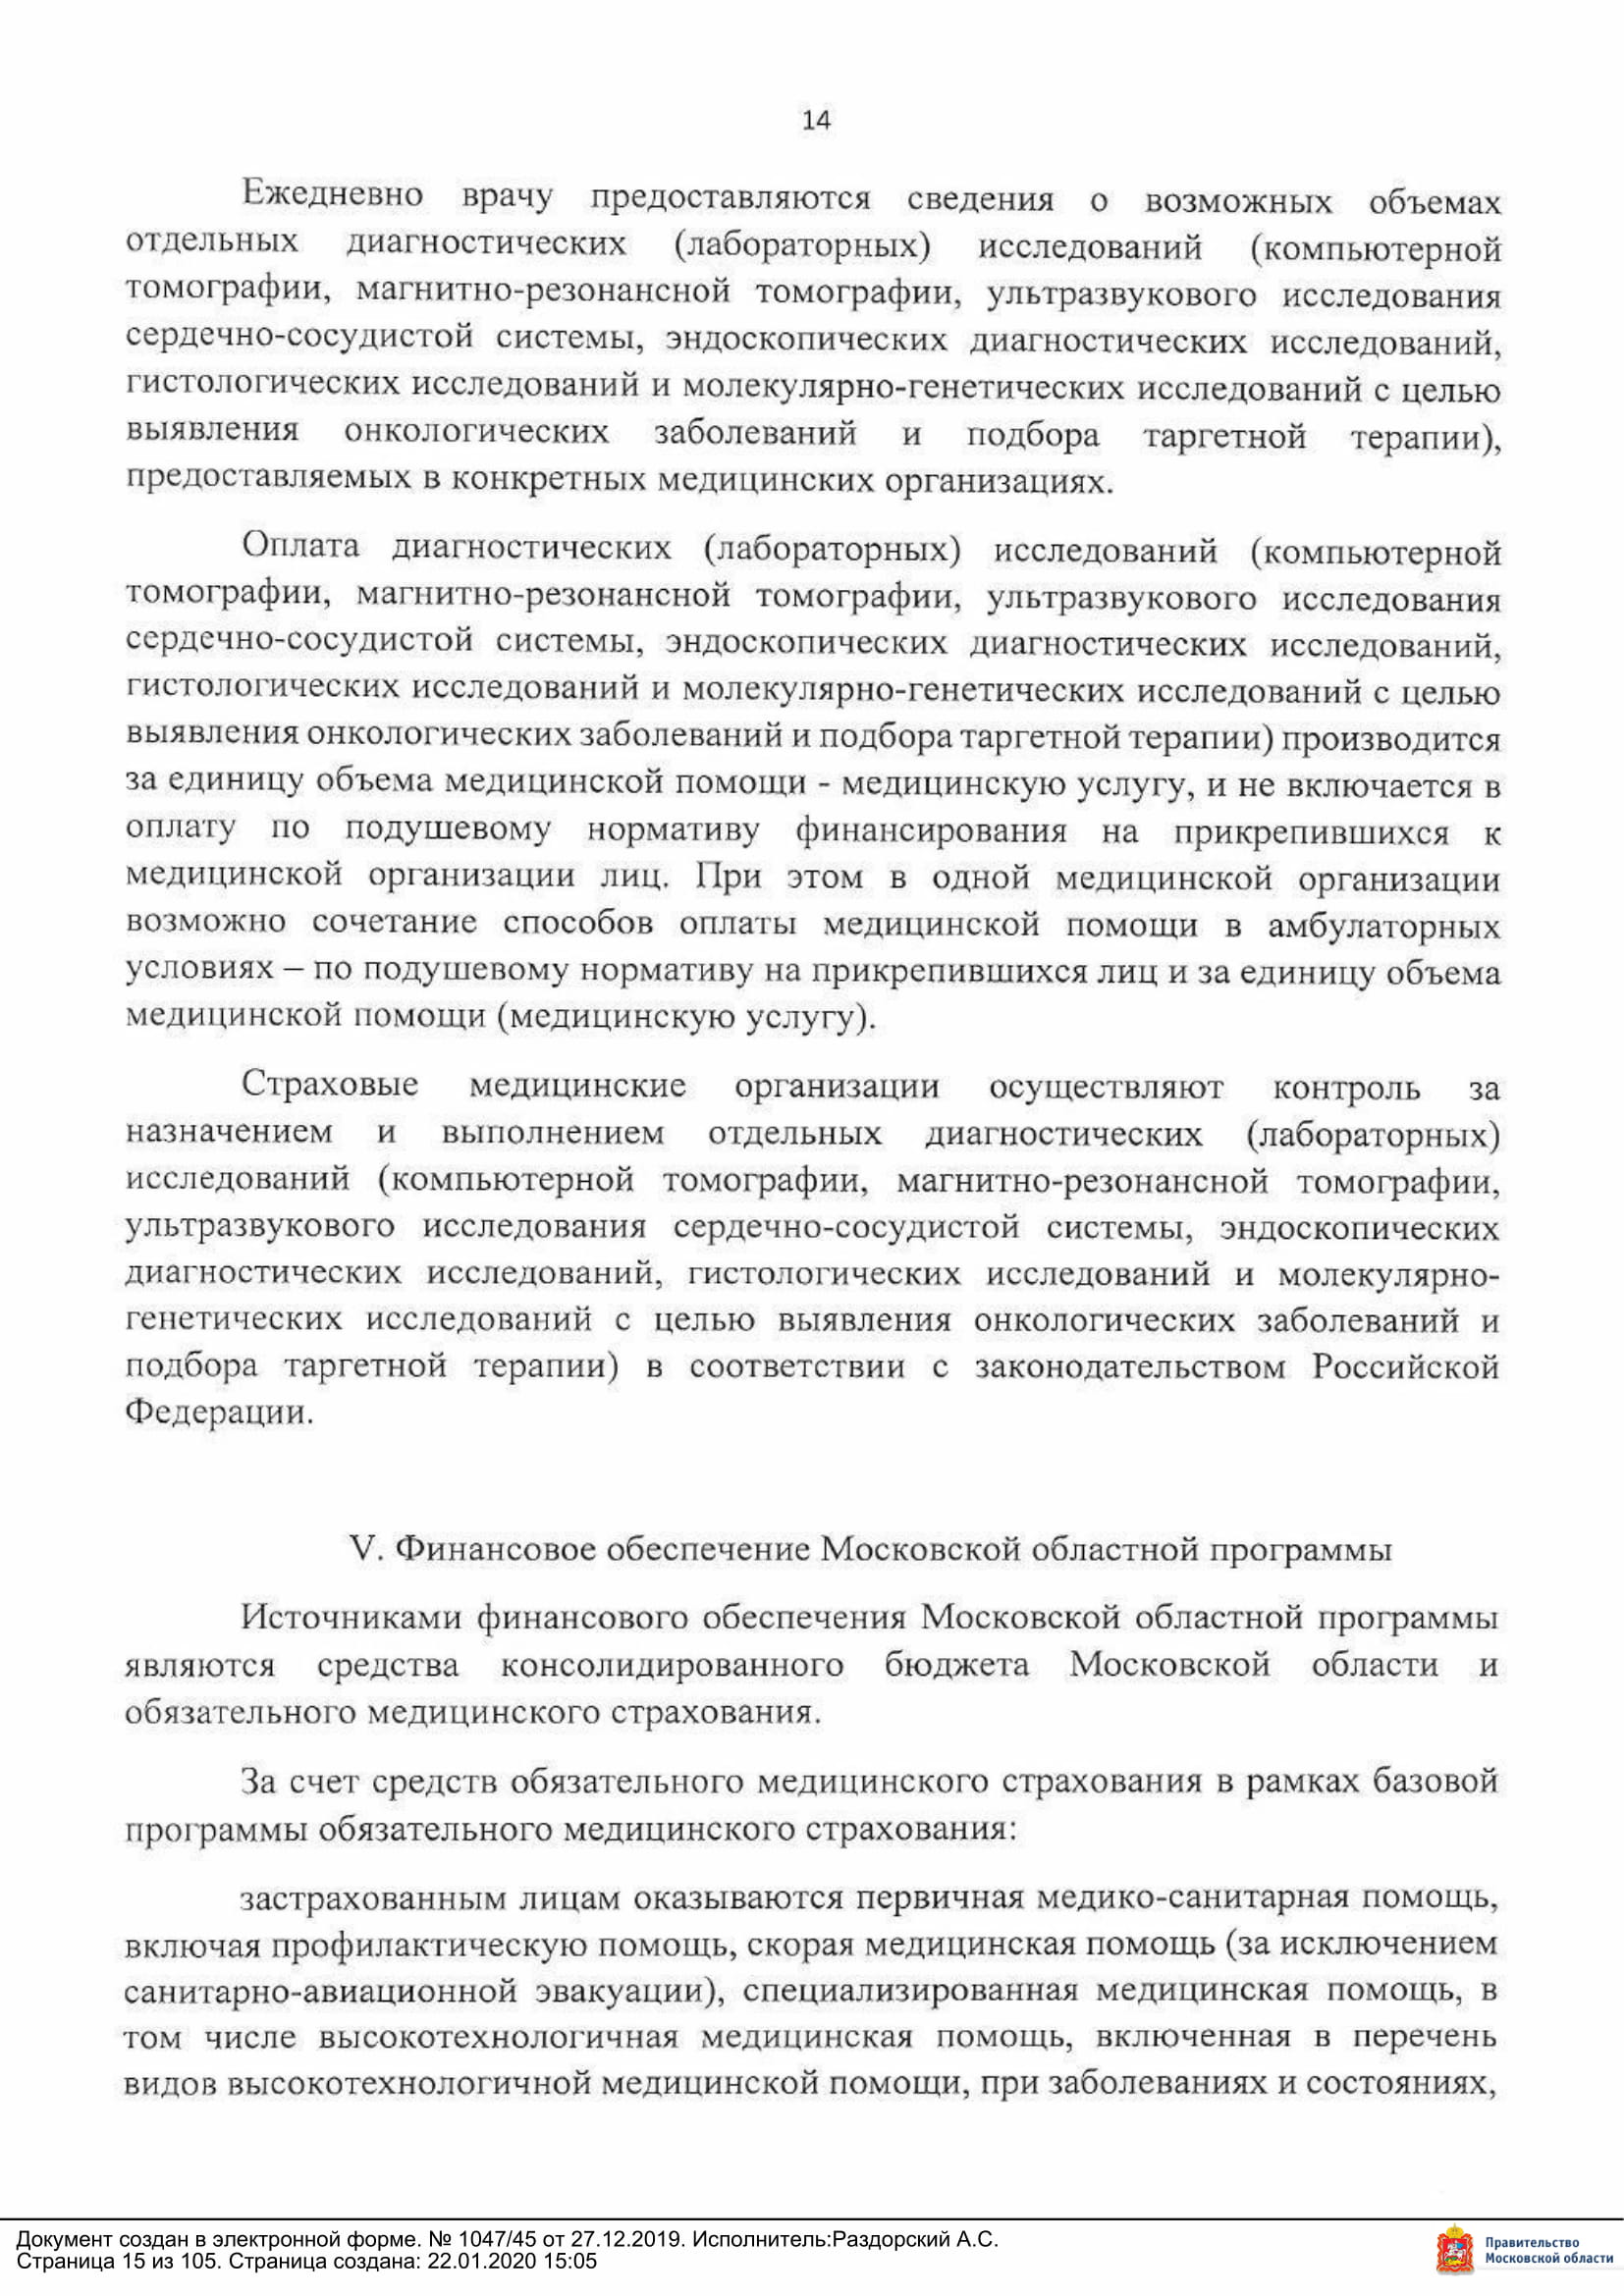 14
Ежедневно врачу предоставляются сведения о возможных объемах
отдельных диагностических (лабораторных) исследований (компьютерной
томографии, магнитно-резонансной томографии, ультразвукового исследования
сердечно-сосудистой системы, эндоскопических диагностических исследований,
гистологических исследований и молекулярно-генетических исследований с целью
выявления онкологических заболеваний и подбора таргетной терапии),
предоставляемых в конкретных медицинских организациях.
Оплата диагностических (лабораторных) исследований (компьютерной
томографии, магнитно-резонансной томографии, ультразвукового исследования
сердечно-сосудистой системы, эндоскопических диагностических исследований,
гистологических исследований и молекулярно-генетических исследований с целью
выявления онкологических заболеваний и подбора таргетной терапии) производится
за единицу объема медицинской помощи - медицинскую услугу, и не включается в
оплату по подушевому нормативу финансирования на прикрепившихся к
медицинской организации лиц. При этом в одной медицинской организации
возможно сочетание способов оплаты медицинской помощи в амбулаторных
условиях – по подушевому нормативу на прикрепившихся лиц и за единицу объема
медицинской помощи (медицинскую услугу).
Страховые медицинские организации осуществляют контроль за
назначением и выполнением отдельных диагностических (лабораторных)
исследований (компьютерной томографии, магнитно-резонансной томографии,
ультразвукового исследования сердечно-сосудистой системы, эндоскопических
диагностических исследований, гистологических исследований и молекулярно-
генетических исследований с целью выявления онкологических заболеваний и
подбора таргетной терапии) в соответствии с законодательством Российской
Федерации.
V. Финансовое обеспечение Московской областной программы
Источниками финансового обеспечения Московской областной программы
являются средства консолидированного бюджета Московской области и
обязательного медицинского страхования.
За счет средств обязательного медицинского страхования в рамках базовой
программы обязательного медицинского страхования:
застрахованным лицам оказываются первичная медико-санитарная помощь,
включая профилактическую помощь, скорая медицинская помощь (за исключением
санитарно-авиационной эвакуации), специализированная медицинская помощь, в
том числе высокотехнологичная медицинская помощь, включенная в перечень
видов высокотехнологичной медицинской помощи, при заболеваниях и состояниях,
Документ создан в электронной форме. № 1047/45 от 27.12.2019. Исполнитель:Раздорский А.С.
Страница 15 из 105. Страница создана: 22.01.2020 15:05
Правительство
Московской области